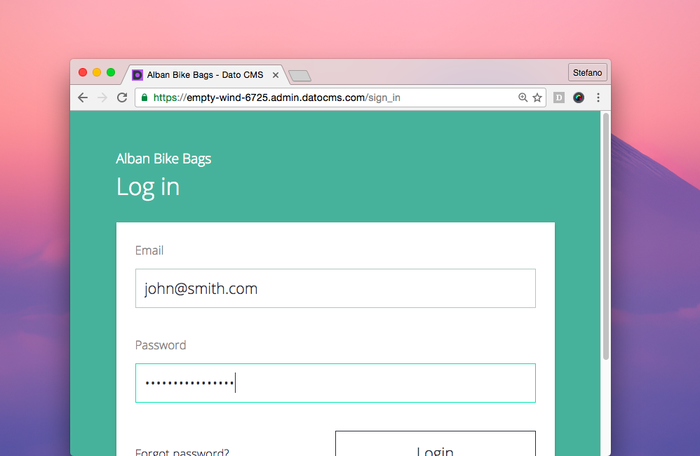 Alban Bike Bags - Dato CMS
Stefano
https://empty-wind-6725.admin.datocms.com/sign_in
D
Alban Bike Bags
Log in
Email
john@smith.com
Password
••••••••••••••••
Forgot password?
Login